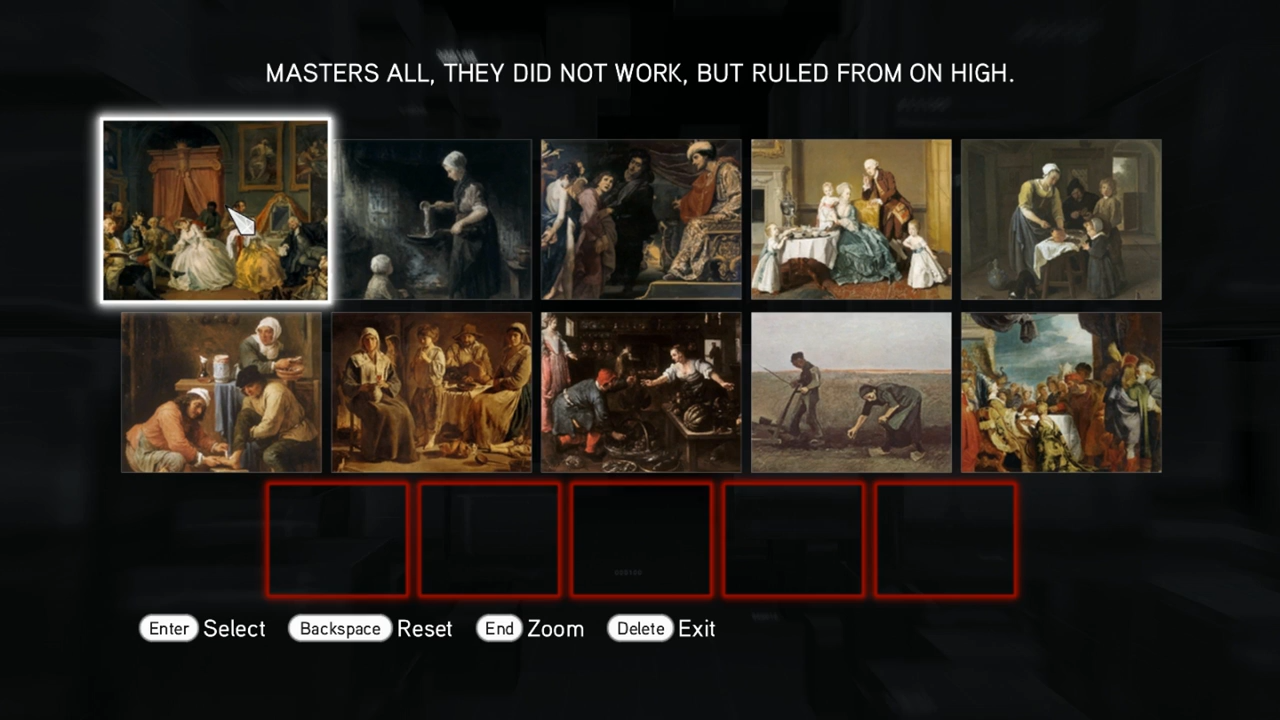 MASTERS ALL, THEY DID NOT WORK, BUT RULED FROM ON HIGH.
Enter Select Backspace Reset End Zoom Delete Exit